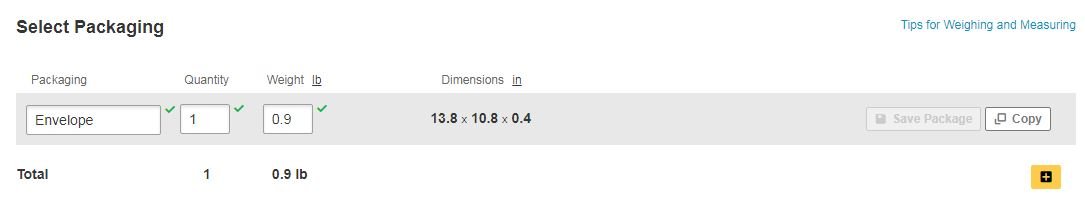 Select Packaging
Tips for Weighing and Measuring
Packaging Quantity Weight lb Dimensions in
Envelope 1 0.9 13.8 x 10.8 x 0.4 Save Package Copy
Total 1 0.9 lb